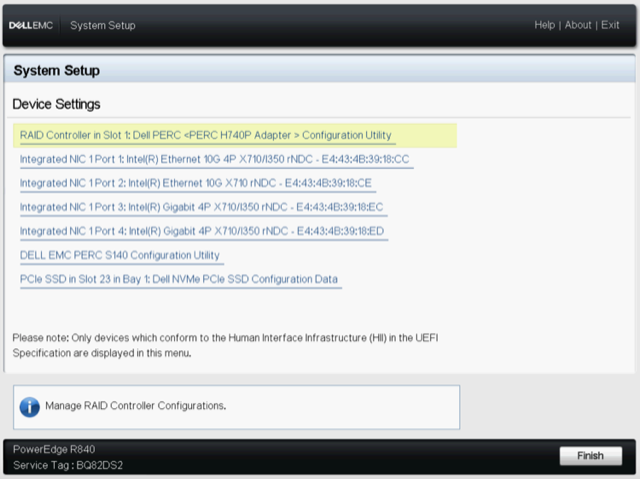 DELLEMC System Setup Help | About | Exit
System Setup
Device Settings
RAID Controller in Slot 1: Dell PERC <PERC H740P Adapter > Configuration Utility
Integrated NIC 1 Port 1: Intel(R) Ethernet 10G 4P X710/I350 rNDC - E4:43:4B:39:18:CC
Integrated NIC 1 Port 2: Intel(R) Ethernet 10G X710 rNDC - E4:43:4B:39:18:CE
Integrated NIC 1 Port 3: Intel(R) Gigabit 4P X710/I350 rNDC - E4:43:4B:39:18:EC
Integrated NIC 1 Port 4: Intel(R) Gigabit 4P X710/I350 rNDC - E4:43:4B:39:18:ED
DELL EMC PERC S140 Configuration Utility
PCIe SSD in Slot 23 in Bay 1: Dell NVMe PCIe SSD Configuration Data
Please note: Only devices which conform to the Human Interface Infrastructure (HII) in the UEFI
Specification are displayed in this menu.
Manage RAID Controller Configurations.
PowerEdge R840
Service Tag : BQ82DS2
Finish